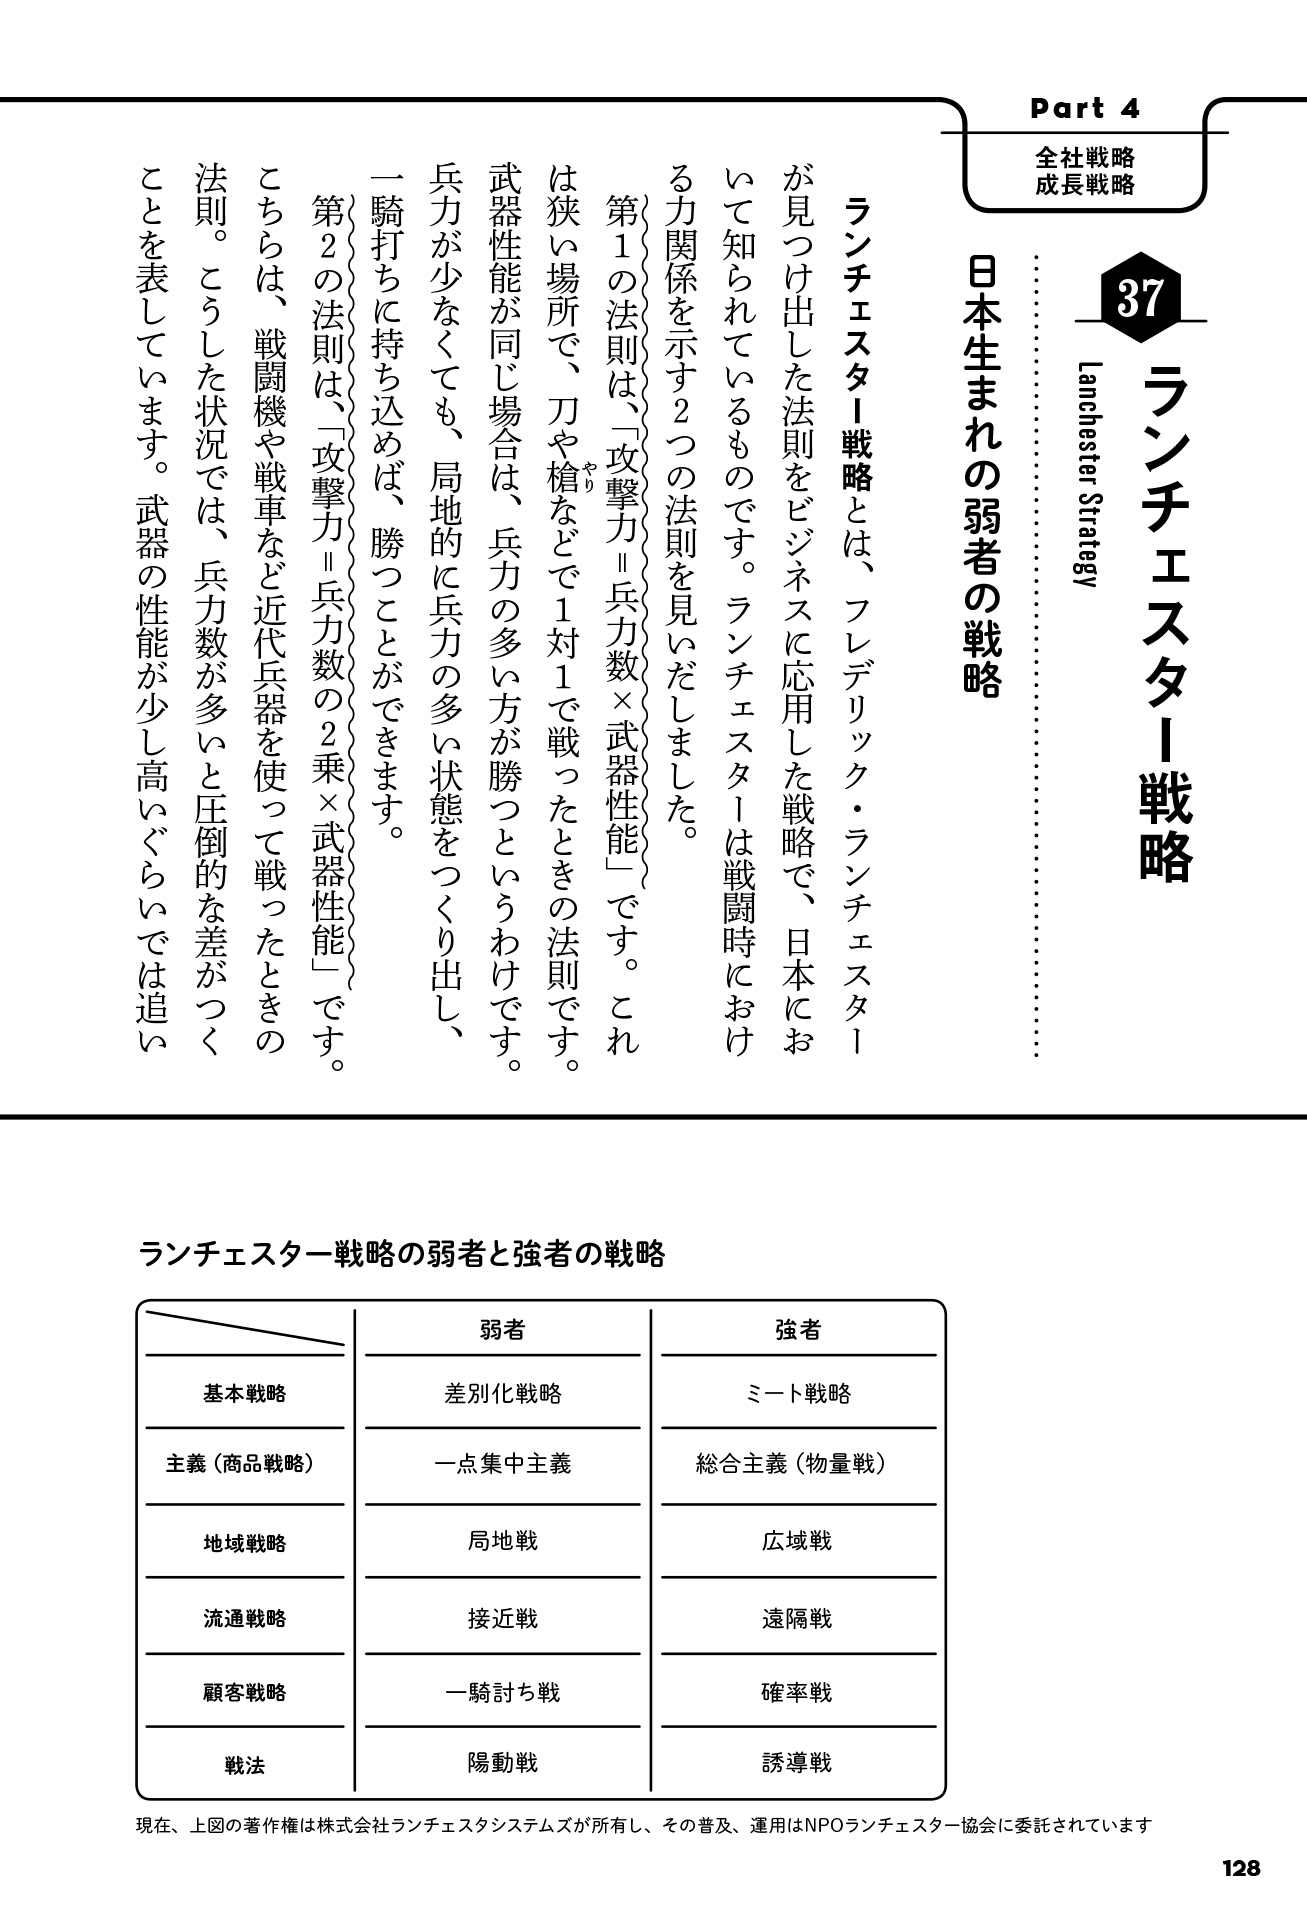 Part 4
全社戦略
成長戦略
37
ランチェスター戦略
Lanchester Strategy
日本生まれの弱者の戦略
ランチェスター戦略とは、フレデリック・ランチェスター
が見つけ出した法則をビジネスに応用した戦略で、日本にお
いて知られているものです。ランチェスターは戦闘時におけ
る力関係を示す2つの法則を見いだしました。
第1の法則は、「攻撃力=兵力数×武器性能」です。これ
は狭い場所で、刀や槍やりなどで1対1で戦ったときの法則です。
武器性能が同じ場合は、兵力の多い方が勝つというわけです。
兵力が少なくても、局地的に兵力の多い状態をつくり出し、
一騎打ちに持ち込めば、勝つことができます。
第2の法則は、「攻撃力=兵力数の2乗×武器性能」です。
こちらは、戦闘機や戦車など近代兵器を使って戦ったときの
法則。こうした状況では、兵力数が多いと圧倒的な差がつく
ことを表しています。武器の性能が少し高いぐらいでは追い
ランチェスター戦略の弱者と強者の戦略
弱者 強者
基本戦略 差別化戦略 ミート戦略
主義（商品戦略） 一点集中主義 総合主義（物量戦）
地域戦略 局地戦 広域戦
流通戦略 接近戦 遠隔戦
顧客戦略 一騎討ち戦 確率戦
戦法 陽動戦 誘導戦
現在、上図の著作権は株式会社ランチェスタシステムズが所有し、その普及、運用はNPOランチェスター協会に委託されています
128